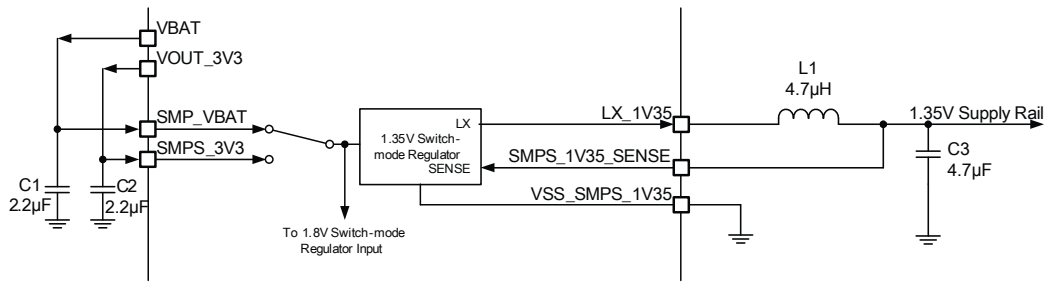 VBAT
VOUT_3V3
SMP_VBAT
SMPS_3V3
C1
2.2µF
C2
2.2µF
LX
1.35V Switch-
mode Regulator
SENSE
To 1.8V Switch-mode
Regulator Input
LX_1V35
SMPS_1V35_SENSE
VSS_SMPS_1V35
L1
4.7µH
1.35V Supply Rail
C3
4.7µF